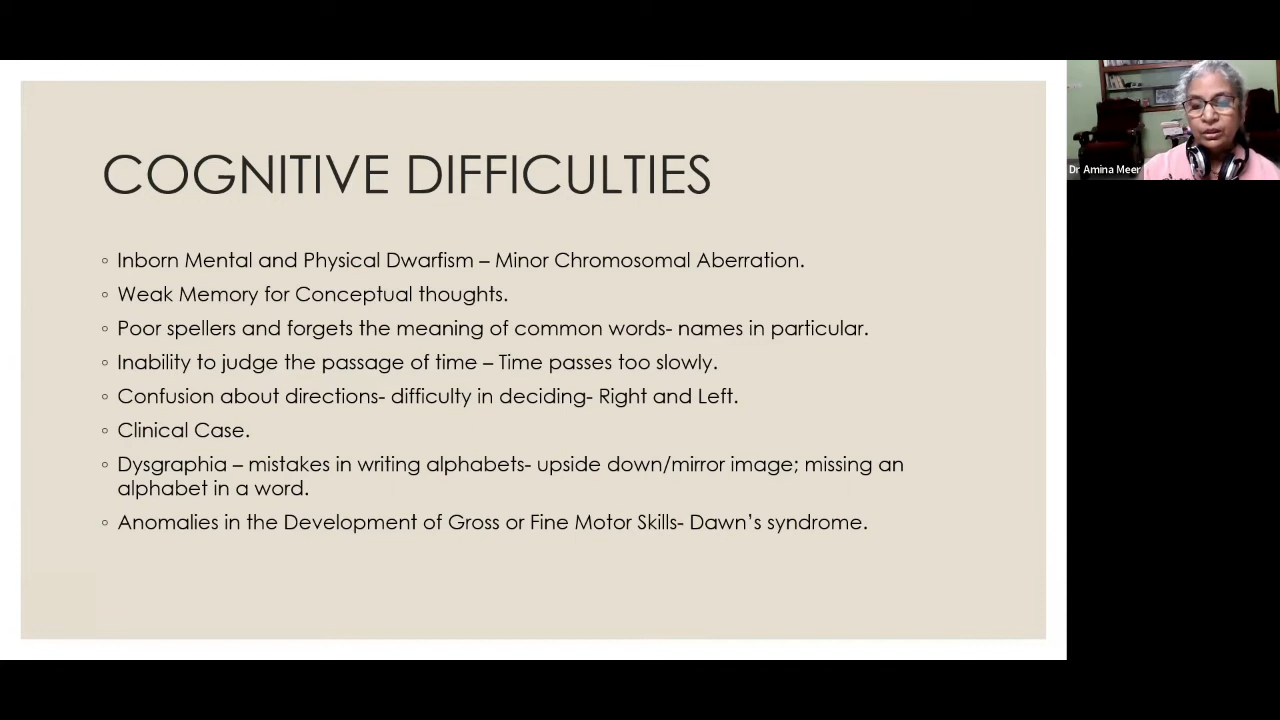 COGNITIVE DIFFICULTIES
◦ Inborn Mental and Physical Dwarfism – Minor Chromosomal Aberration.
◦ Weak Memory for Conceptual thoughts.
◦ Poor spellers and forgets the meaning of common words- names in particular.
◦ Inability to judge the passage of time – Time passes too slowly.
◦ Confusion about directions- difficulty in deciding- Right and Left.
◦ Clinical Case.
◦ Dysgraphia – mistakes in writing alphabets- upside down/mirror image; missing an
alphabet in a word.
◦ Anomalies in the Development of Gross or Fine Motor Skills- Dawn’s syndrome.
Dr Amina Meer